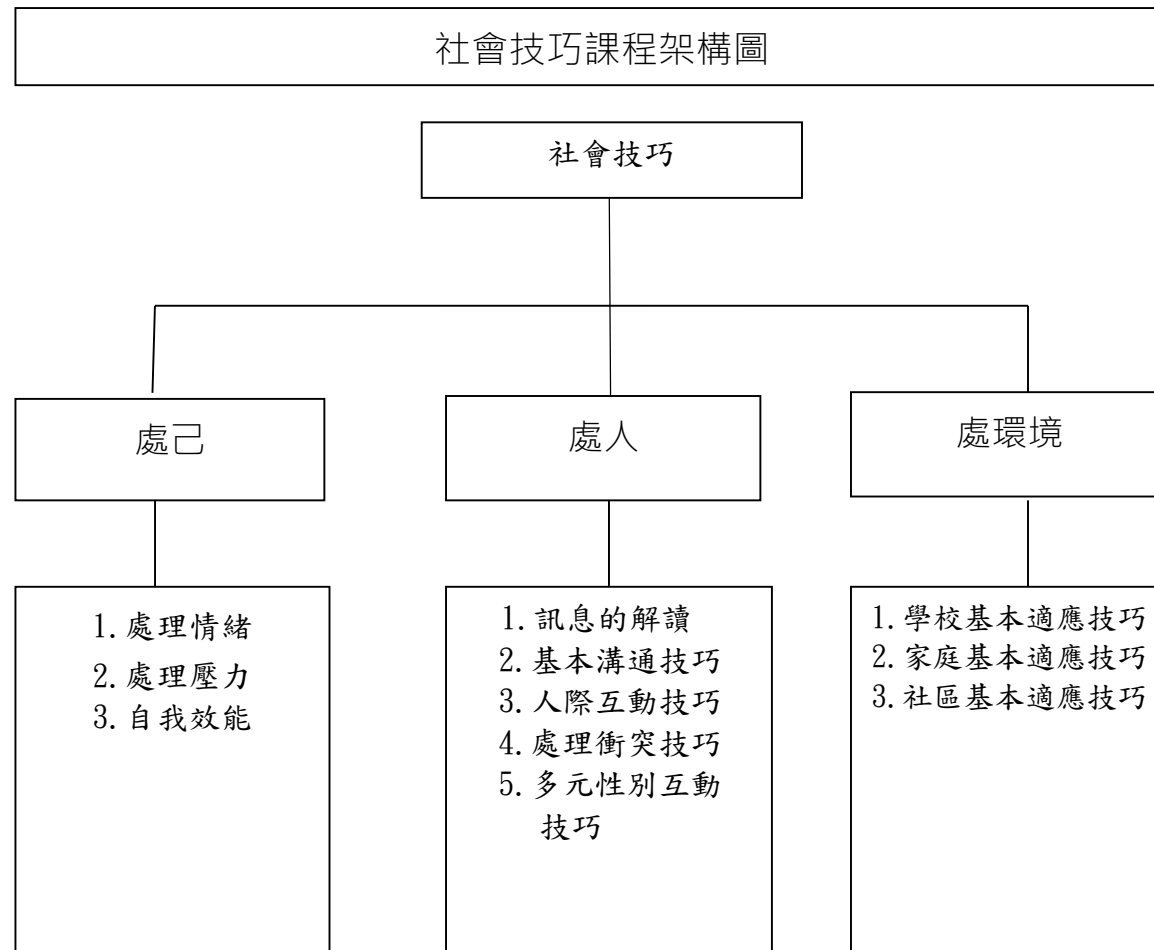 社會技巧課程架構圖
社會技巧
處己
處人
處環境
1.處理情緒
2.處理壓力
3.自我效能
1.訊息的解讀
2.基本溝通技巧
3.人際互動技巧
4.處理衝突技巧
5.多元性別互動
技巧
1.學校基本適應技巧
2.家庭基本適應技巧
3.社區基本適應技巧